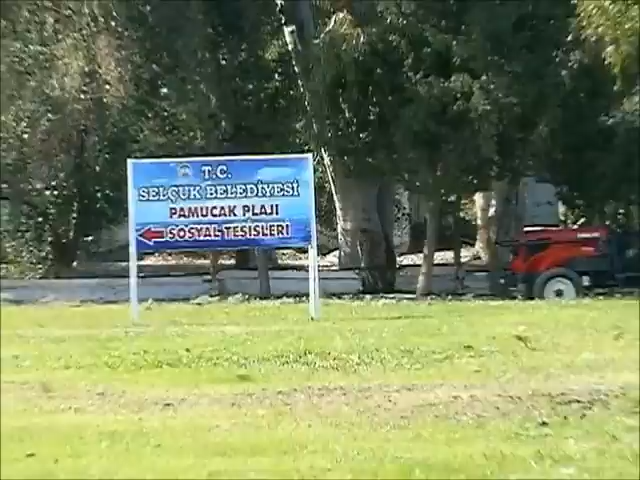 T.C.
SELÇUK BELEDİYESİ
PAMUCAK PLAJI
SOSYAL TESİSLERİ